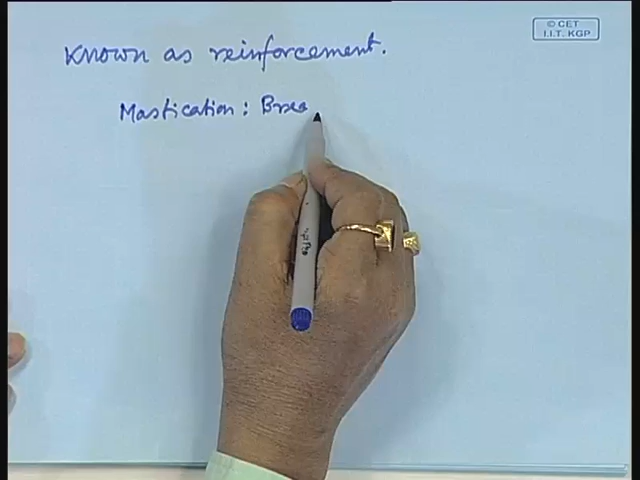 © CET
I.I.T. KGP
Known as reinforcement.
Mastication : Brea